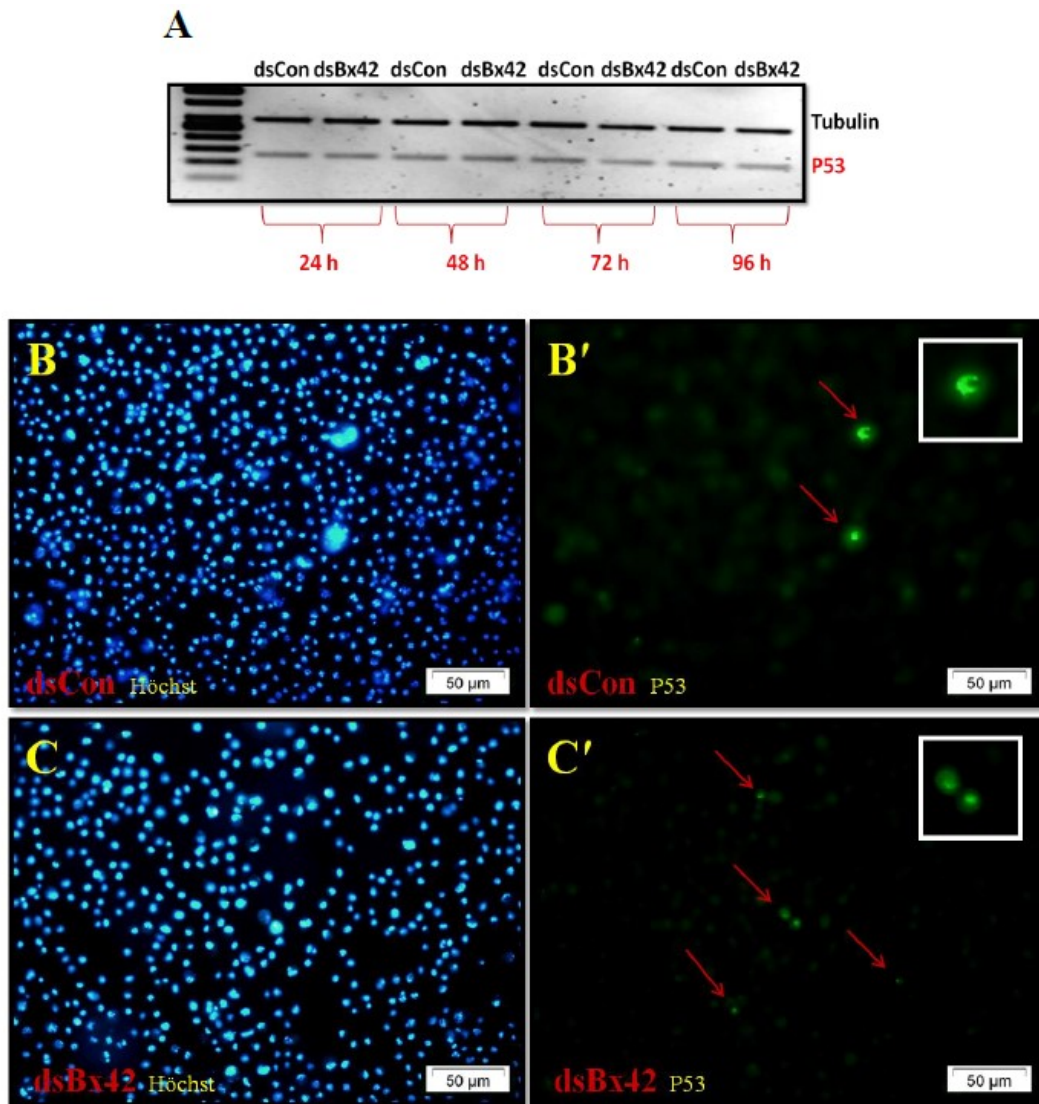 A
dsCon dsBx42 dsCon dsBx42 dsCon dsBx42 dsCon dsBx42
Tubulin
P53
24 h 48 h 72 h 96 h
B
dsCon Höchst
50 µm
B'
dsCon P53
50 µm
C
dsBx42 Höchst
50 µm
C'
dsBx42 P53
50 µm